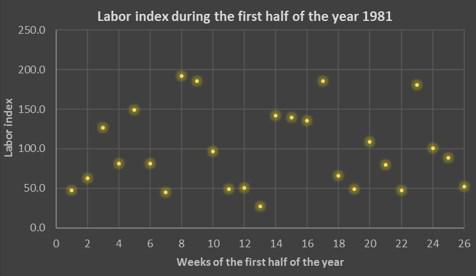 Labor index during the first half of the year 1981
250.0
200.0
150.0
100.0
50.0
0.0
Labor index
0 2 4 6 8 10 12 14 16 18 20 22 24 26
Weeks of the first half of the year